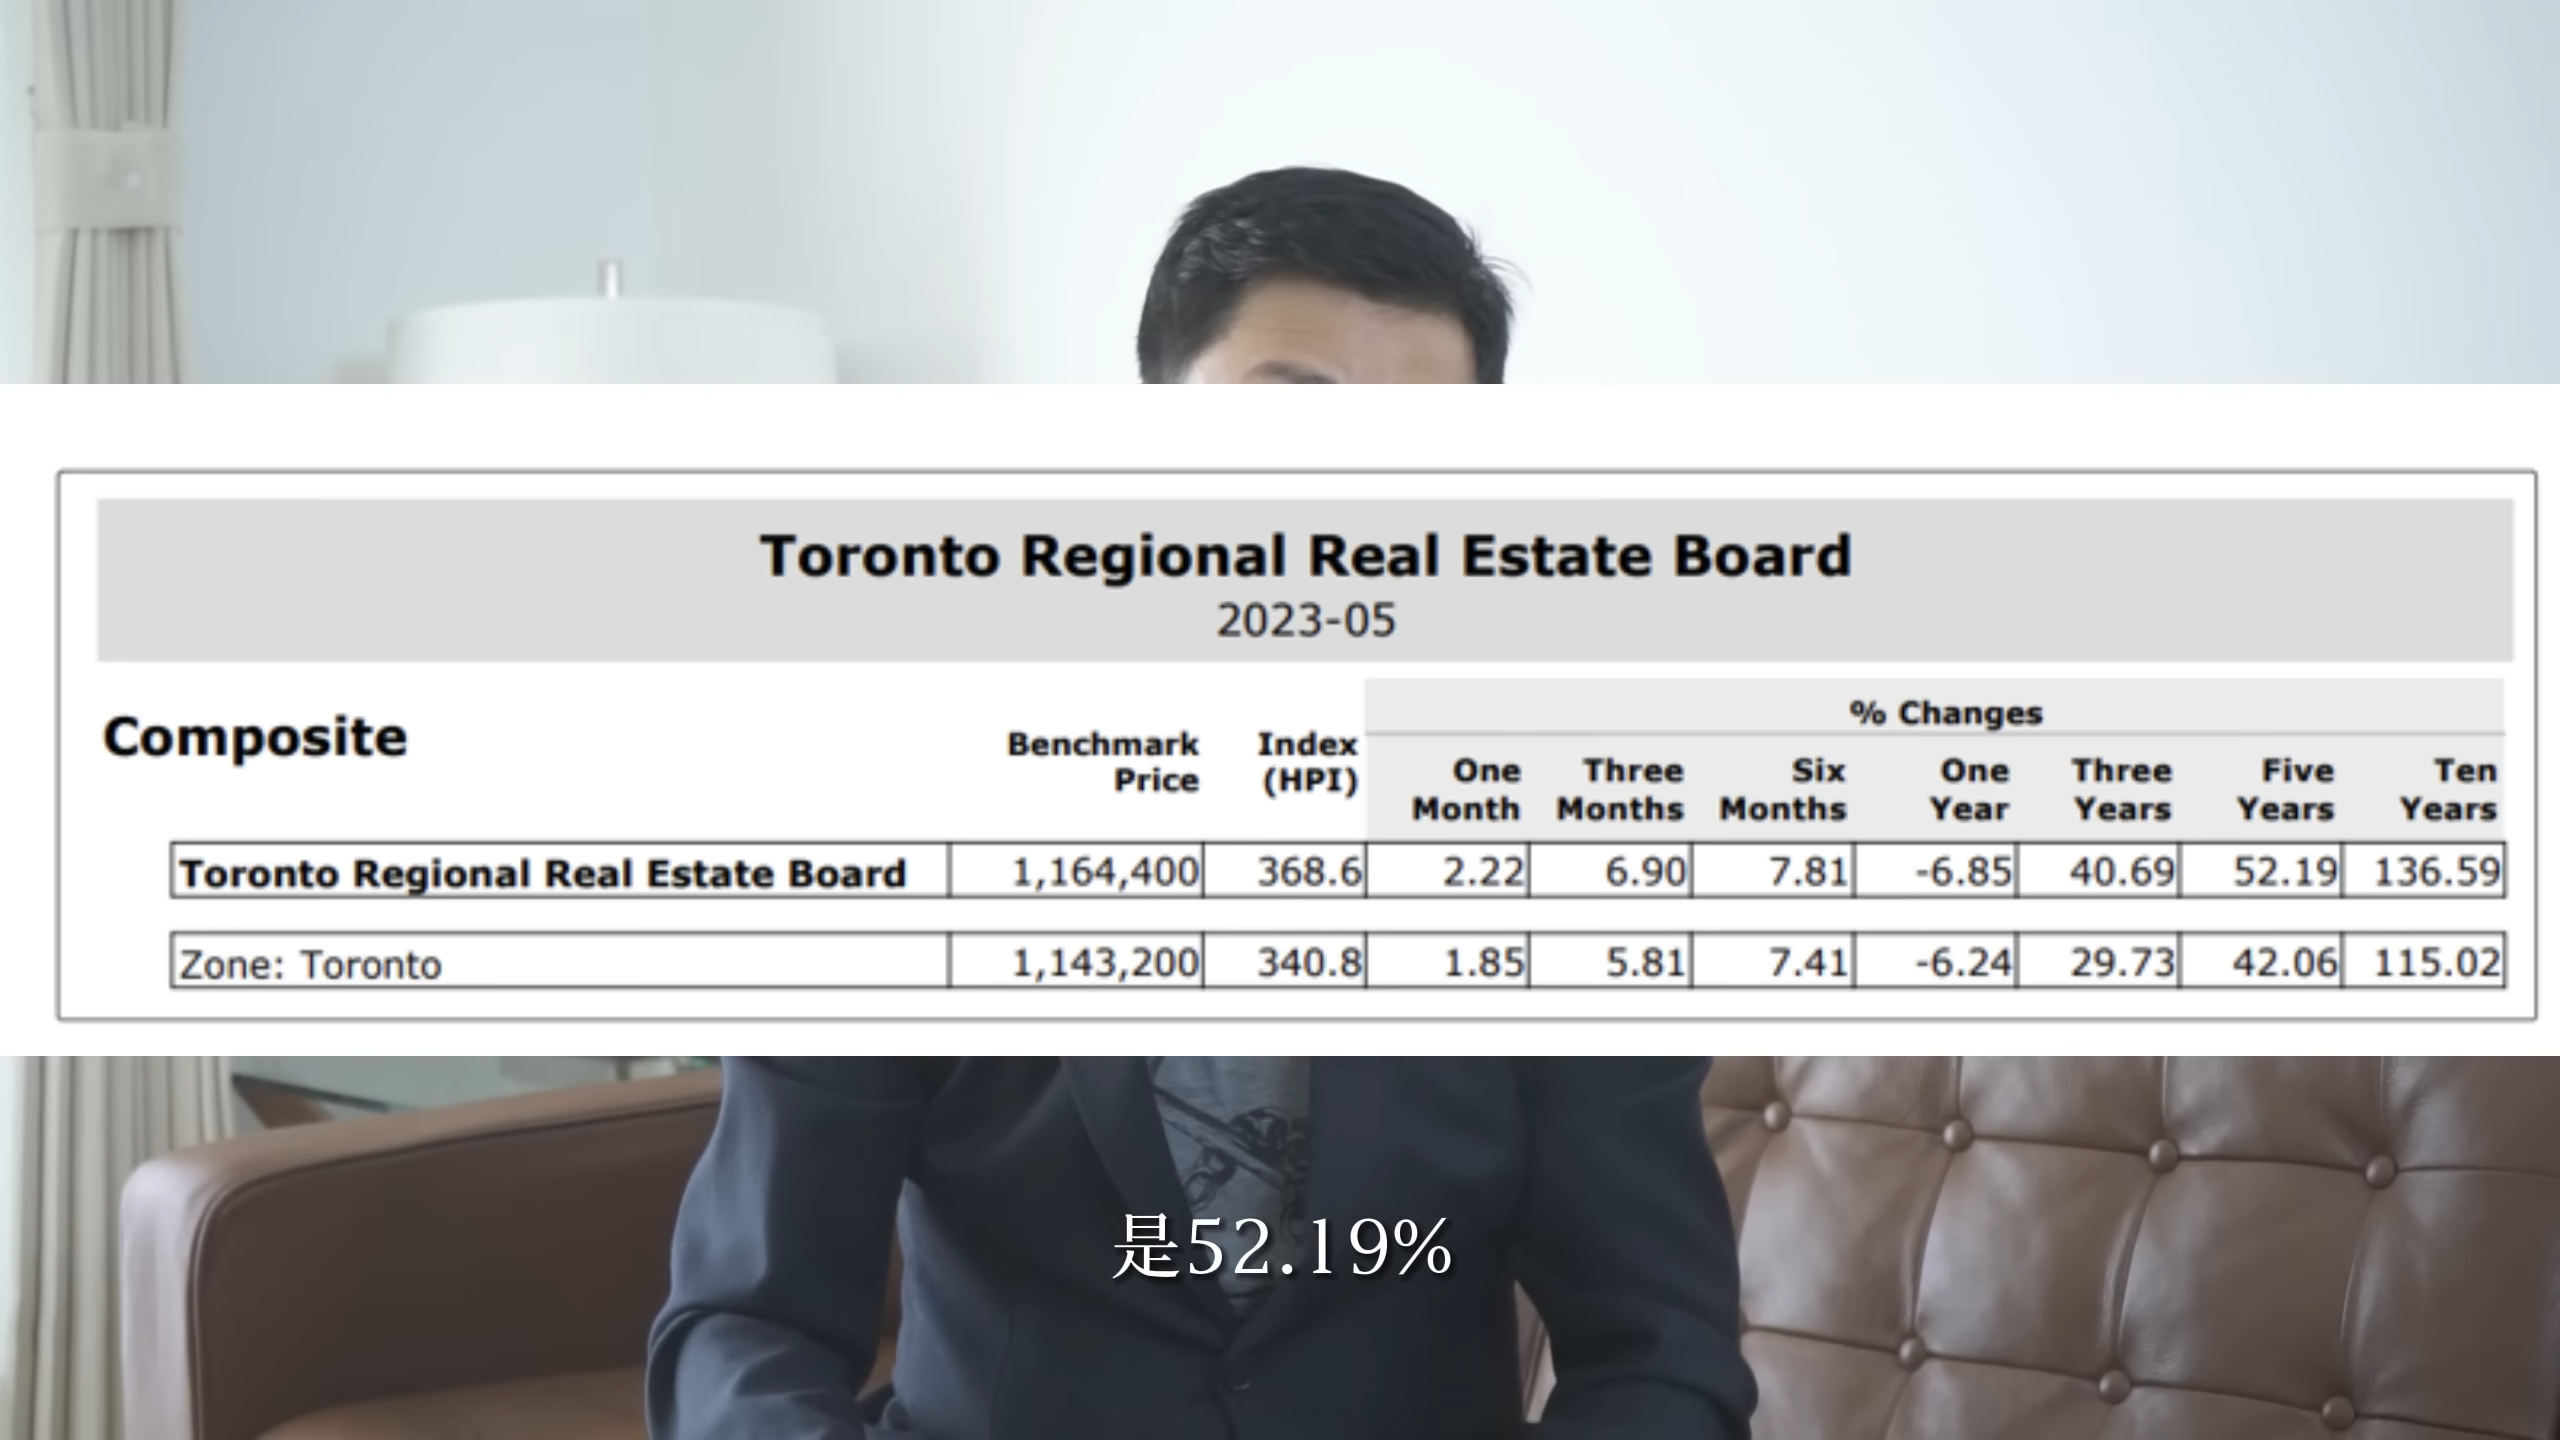 Toronto Regional Real Estate Board
2023-05
Composite
Benchmark Price
Index (HPI)
% Changes
One Month
Three Months
Six Months
One Year
Three Years
Five Years
Ten Years
Toronto Regional Real Estate Board 1,164,400 368.6 2.22 6.90 7.81 -6.85 40.69 52.19 136.59
Zone: Toronto 1,143,200 340.8 1.85 5.81 7.41 -6.24 29.73 42.06 115.02
是52.19%